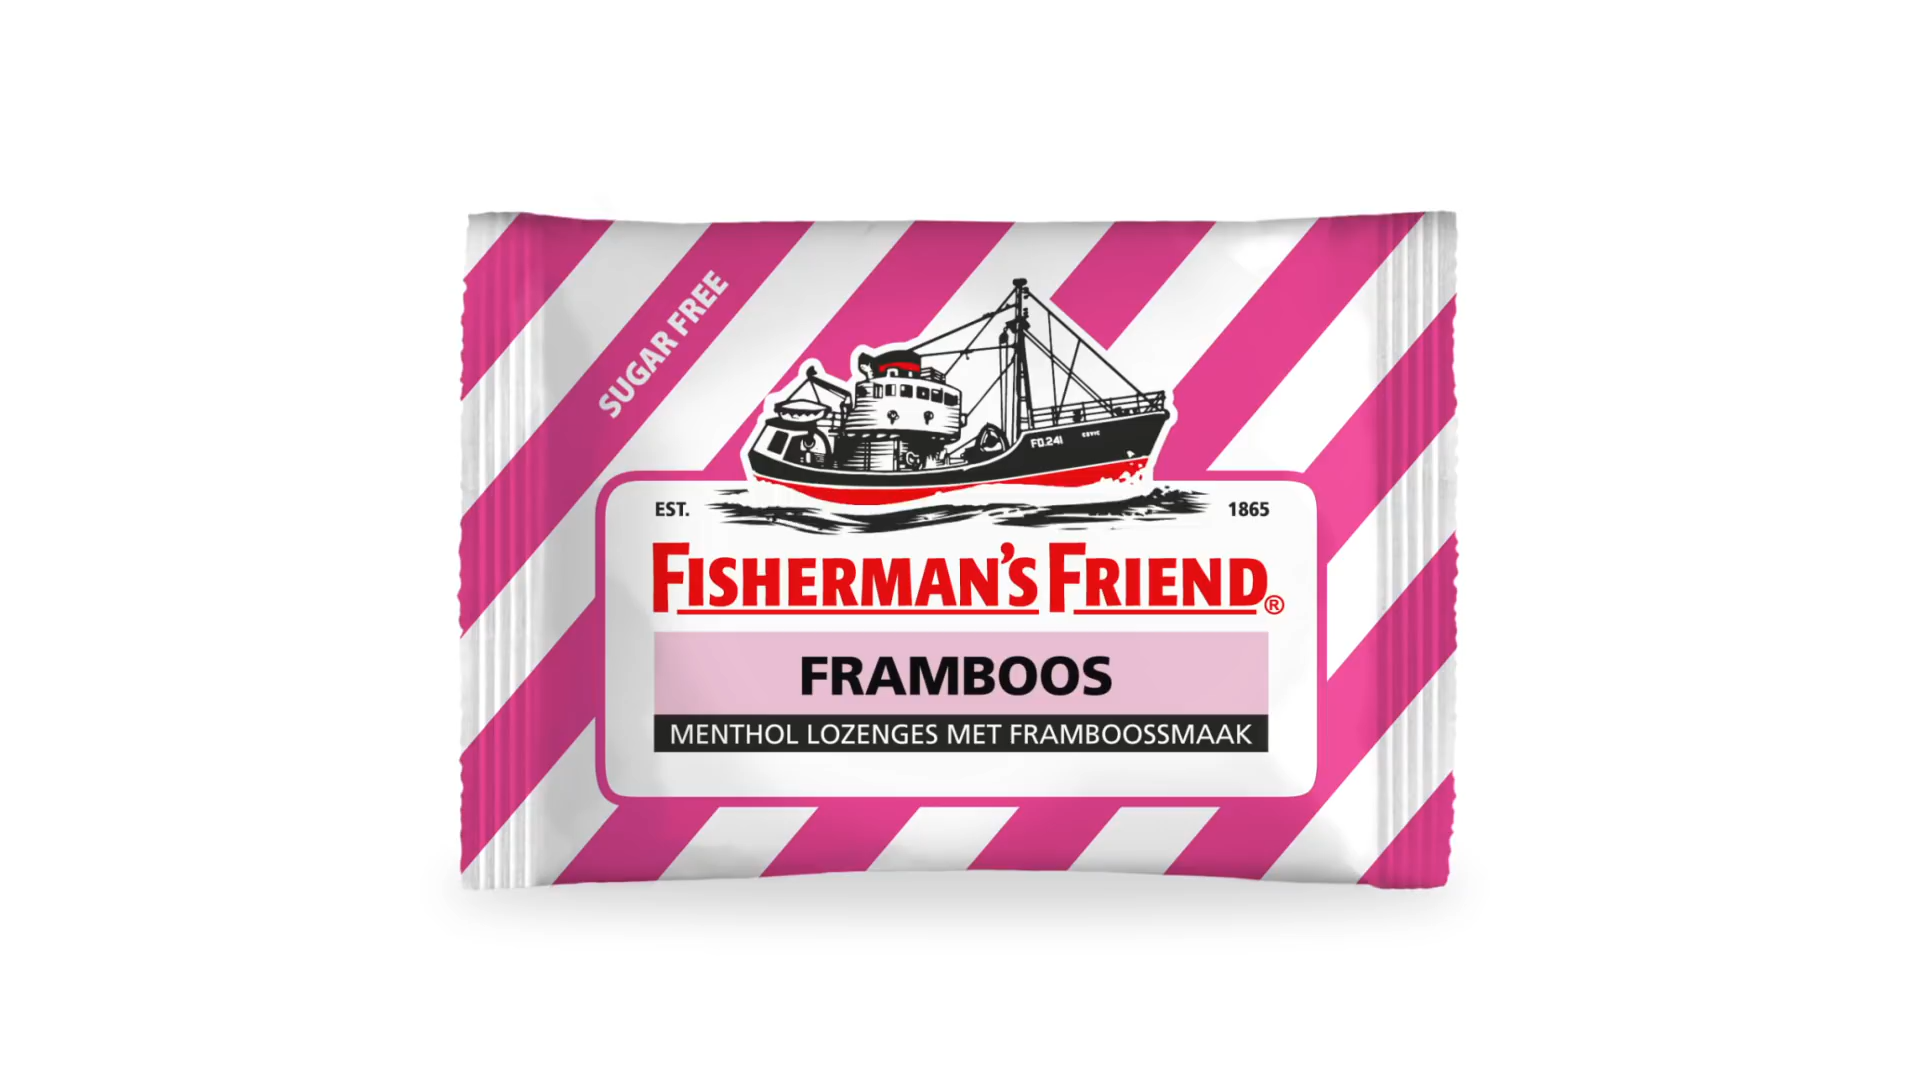 SUGAR FREE
FD.241
EST.
1865
FISHERMAN'S FRIEND®
FRAMBOOS
MENTHOL LOZENGES MET FRAMBOOSSMAAK